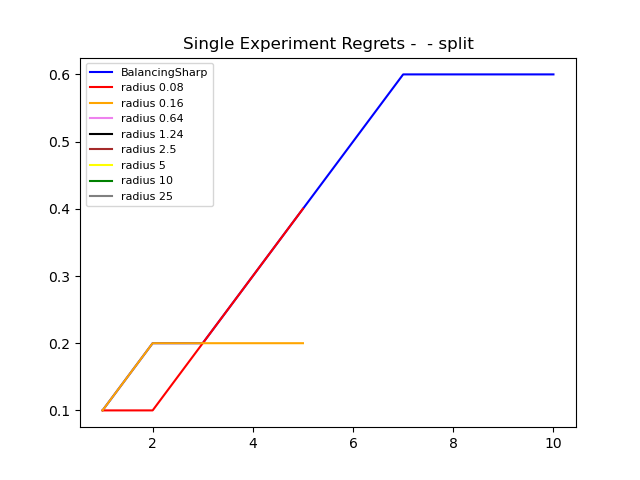 Single Experiment Regrets -  - split
BalancingSharp
radius 0.08
radius 0.16
radius 0.64
radius 1.24
radius 2.5
radius 5
radius 10
radius 25
0.6
0.5
0.4
0.3
0.2
0.1
2 4 6 8 10